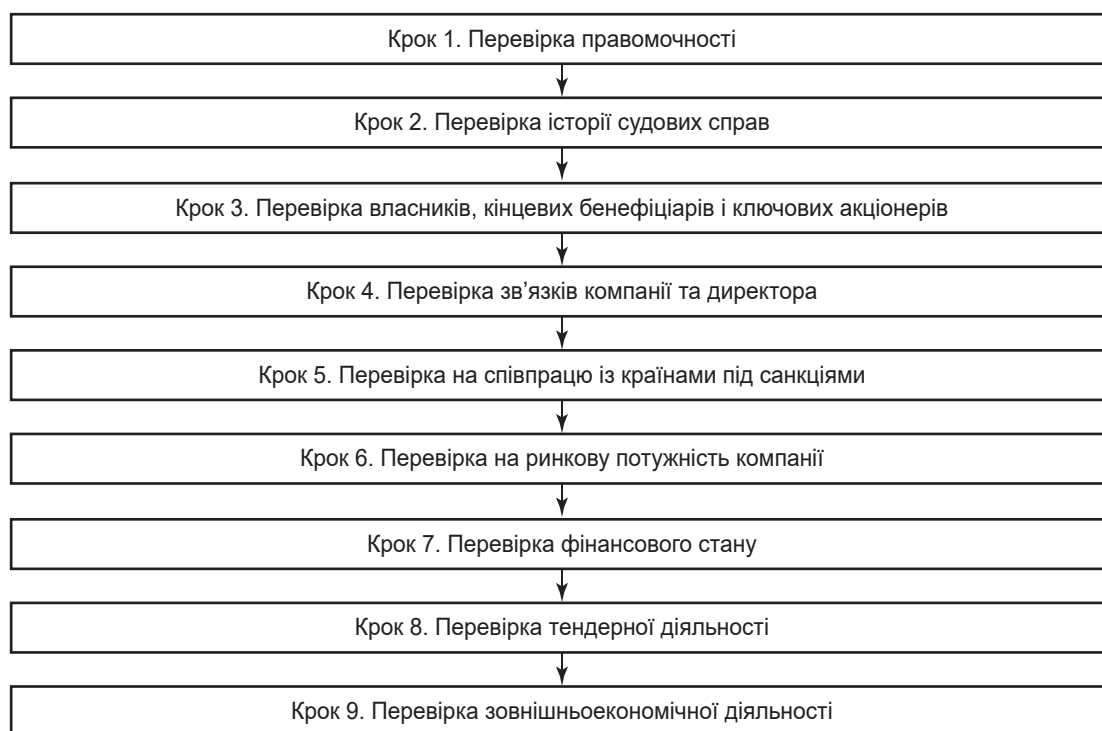 Крок 1. Перевірка правомочності
Крок 2. Перевірка історії судових справ
Крок 3. Перевірка власників, кінцевих бенефіціарів і ключових акціонерів
Крок 4. Перевірка зв’язків компанії та директора
Крок 5. Перевірка на співпрацю із країнами під санкціями
Крок 6. Перевірка на ринкову потужність компанії
Крок 7. Перевірка фінансового стану
Крок 8. Перевірка тендерної діяльності
Крок 9. Перевірка зовнішньоекономічної діяльності